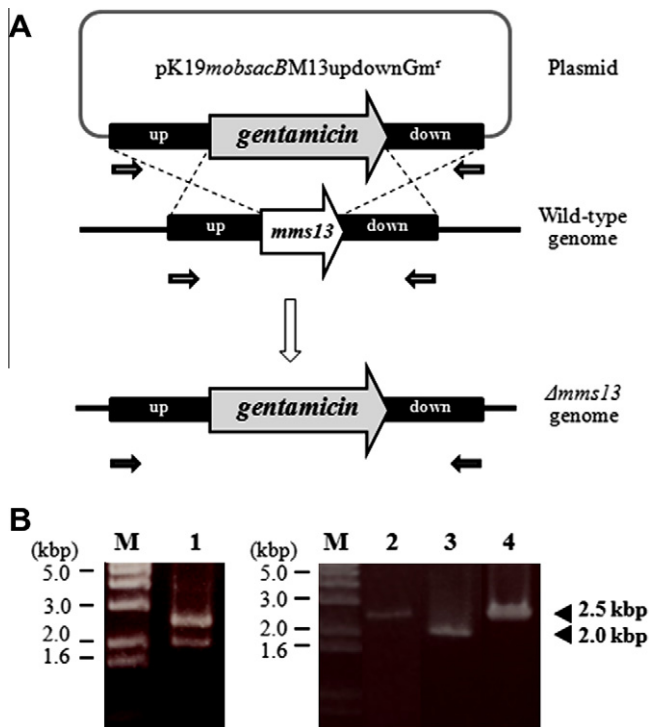 A
pK19mobsacBM13updownGmʳ
Plasmid
up
gentamicin
down
up
mms13
down
Wild-type
genome
up
gentamicin
down
Δmms13
genome
B
(kbp) M 1
5.0
3.0
2.0
1.6
(kbp) M 2 3 4
5.0
3.0
2.0
1.6
2.5 kbp
2.0 kbp